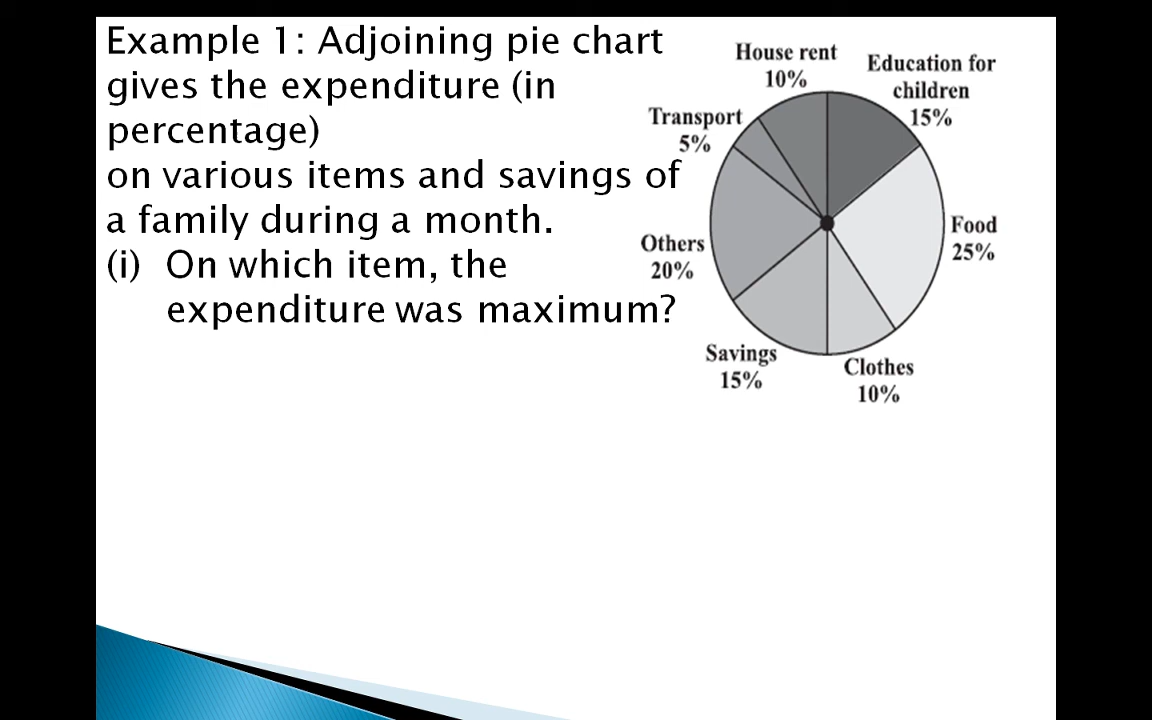 Example 1: Adjoining pie chart
gives the expenditure (in
percentage)
on various items and savings of
a family during a month.
(i) On which item, the
expenditure was maximum?
House rent
10%
Education for
children
15%
Transport
5%
Food
25%
Others
20%
Savings
15%
Clothes
10%